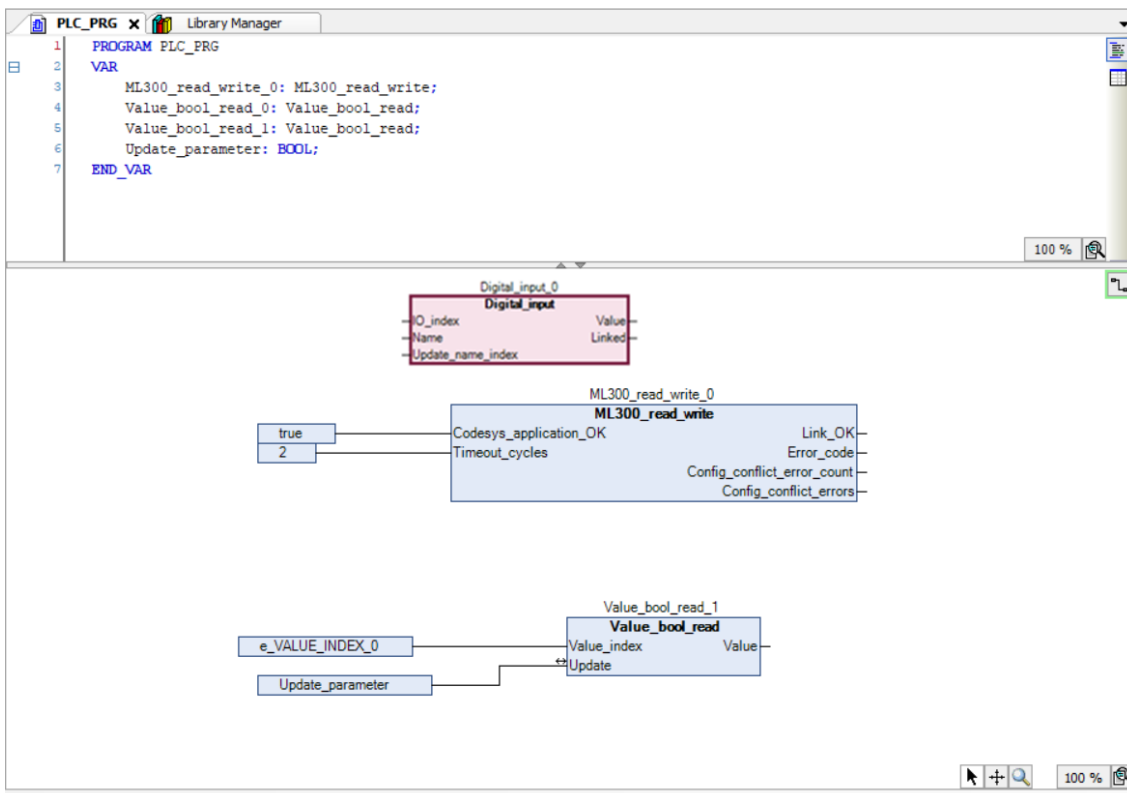 PLC_PRG Library Manager
1 PROGRAM PLC_PRG
2 VAR
3 ML300_read_write_0: ML300_read_write;
4 Value_bool_read_0: Value_bool_read;
5 Value_bool_read_1: Value_bool_read;
6 Update_parameter: BOOL;
7 END_VAR
100 %
Digital_input_0
Digital_input
IO_index Value
Name Linked
Update_name_index
ML300_read_write_0
ML300_read_write
true Codesys_application_OK Link_OK
2 Timeout_cycles Error_code
Config_conflict_error_count
Config_conflict_errors
Value_bool_read_1
Value_bool_read
e_VALUE_INDEX_0 Value_index Value
Update
Update_parameter
100 %